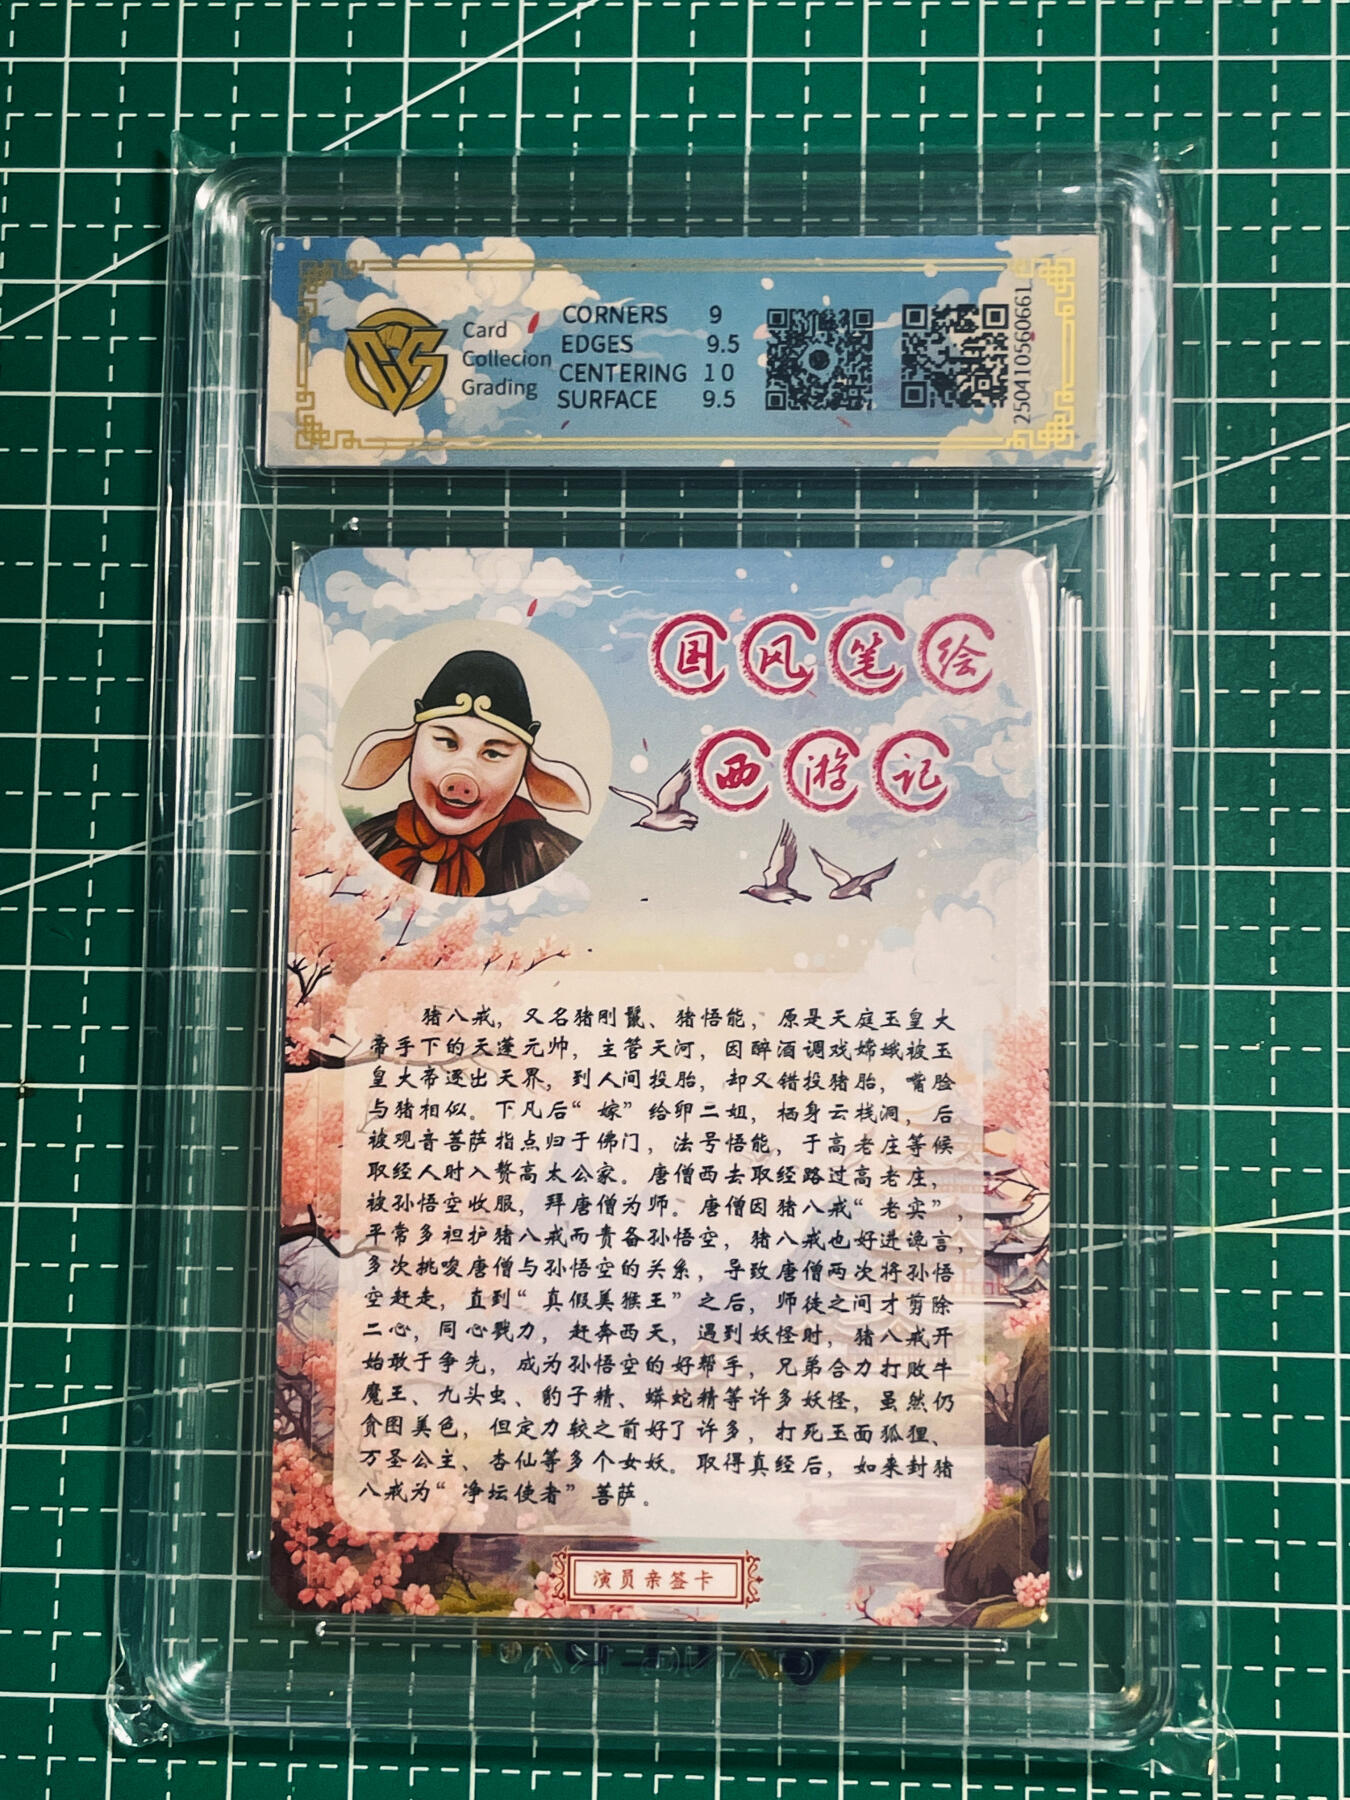 Card
Collecion
Grading
CORNERS 9
EDGES 9.5
CENTERING 10
SURFACE 9.5
25041056066L
国风笔绘
西游记
猪八戒，又名猪刚鬣、猪悟能，原是天庭玉皇大
帝手下的天蓬元帅，主管天河，因醉酒调戏嫦娥被玉
皇大帝逐出天界，到人间投胎，却又错投猪胎，嘴脸
与猪相似。下凡后“嫁”给卵二姐，栖身云栈洞，后
被观音菩萨指点归于佛门，法号悟能，于高老庄等候
取经人时入赘高太公家。唐僧西去取经路过高老庄，
被孙悟空收服，拜唐僧为师。唐僧因猪八戒“老实”，
平常多袒护猪八戒而责备孙悟空，猪八戒也好进谗言，
多次挑唆唐僧与孙悟空的关系，导致唐僧两次将孙悟
空赶走，直到“真假美猴王”之后，师徒之间才剪除
二心，同心戮力，赶奔西天，遇到妖怪时，猪八戒开
始敢于争先，成为孙悟空的好帮手，兄弟合力打败牛
魔王、九头虫、豹子精、蟒蛇精等许多妖怪，虽然仍
贪图美色，但定力较之前好了许多，打死玉面狐狸、
万圣公主、杏仙等多个女妖。取得真经后，如来封猪
八戒为“净坛使者”菩萨。
演员亲签卡